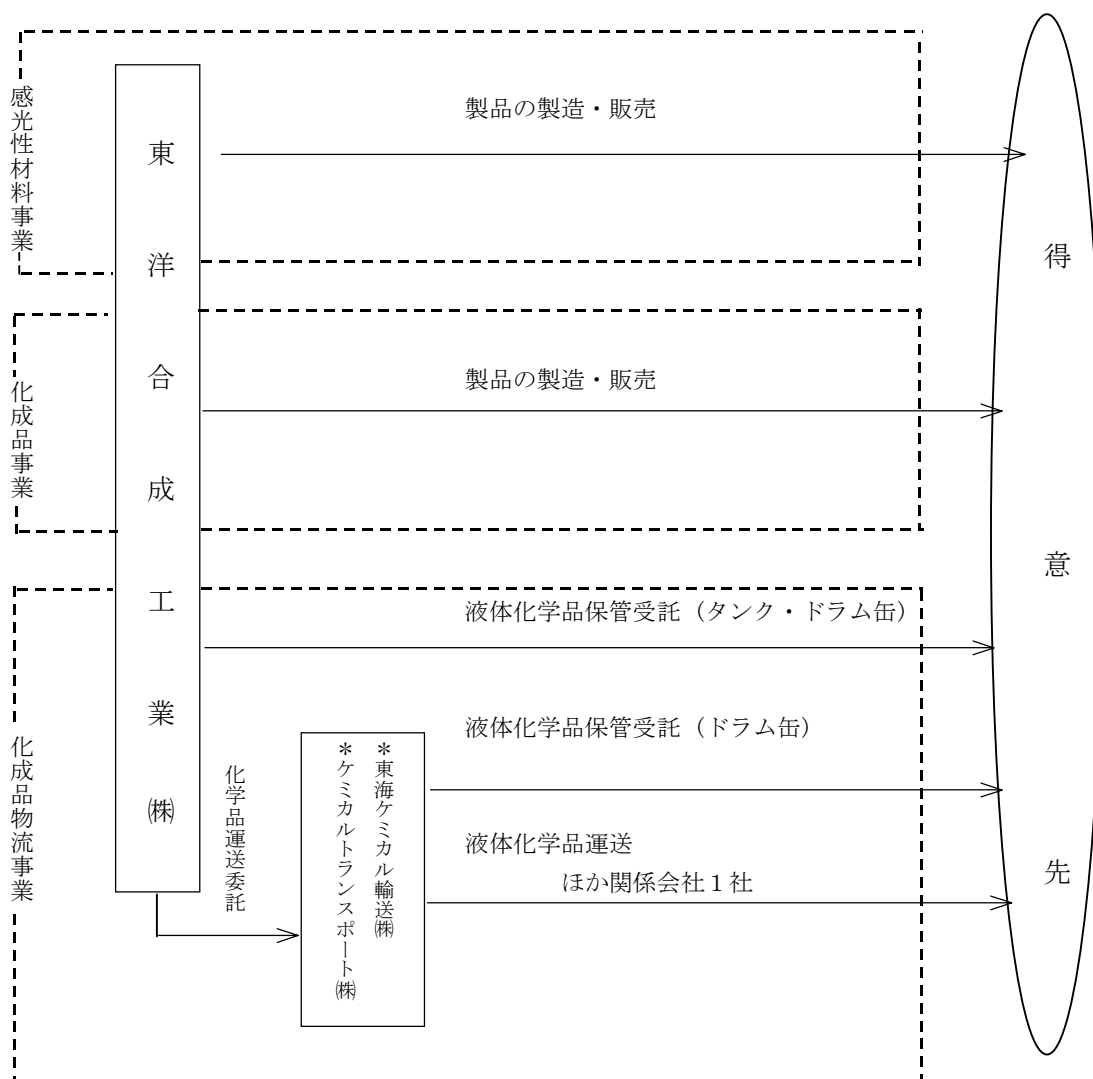 感光性材料事業
東洋合成工業㈱
製品の製造・販売
得意先
化成品事業
製品の製造・販売
化成品物流事業
液体化学品保管受託（タンク・ドラム缶）
液体化学品保管受託（ドラム缶）
化学品運送委託
＊東海ケミカル輸送㈱
＊ケミカルトランスポート㈱
液体化学品運送
ほか関係会社１社